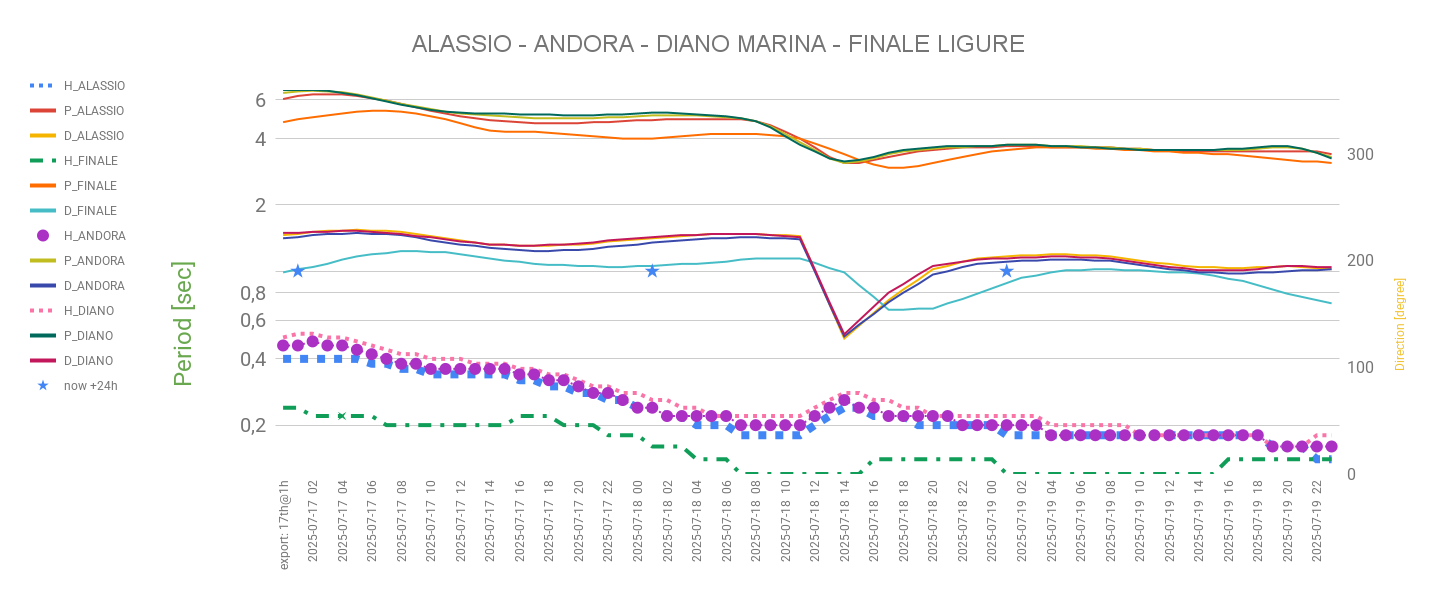 ALASSIO - ANDORA - DIANO MARINA - FINALE LIGURE
H_ALASSIO
P_ALASSIO
D_ALASSIO
H_FINALE
P_FINALE
D_FINALE
H_ANDORA
P_ANDORA
D_ANDORA
H_DIANO
P_DIANO
D_DIANO
now +24h
Period [sec]
6
4
2
0,8
0,6
0,4
0,2
300
200
100
0
Direction [degree]
export: 17th@1h
2025-07-17 02
2025-07-17 04
2025-07-17 06
2025-07-17 08
2025-07-17 10
2025-07-17 12
2025-07-17 14
2025-07-17 16
2025-07-17 18
2025-07-17 20
2025-07-17 22
2025-07-18 00
2025-07-18 02
2025-07-18 04
2025-07-18 06
2025-07-18 08
2025-07-18 10
2025-07-18 12
2025-07-18 14
2025-07-18 16
2025-07-18 18
2025-07-18 20
2025-07-18 22
2025-07-19 00
2025-07-19 02
2025-07-19 04
2025-07-19 06
2025-07-19 08
2025-07-19 10
2025-07-19 12
2025-07-19 14
2025-07-19 16
2025-07-19 18
2025-07-19 20
2025-07-19 22